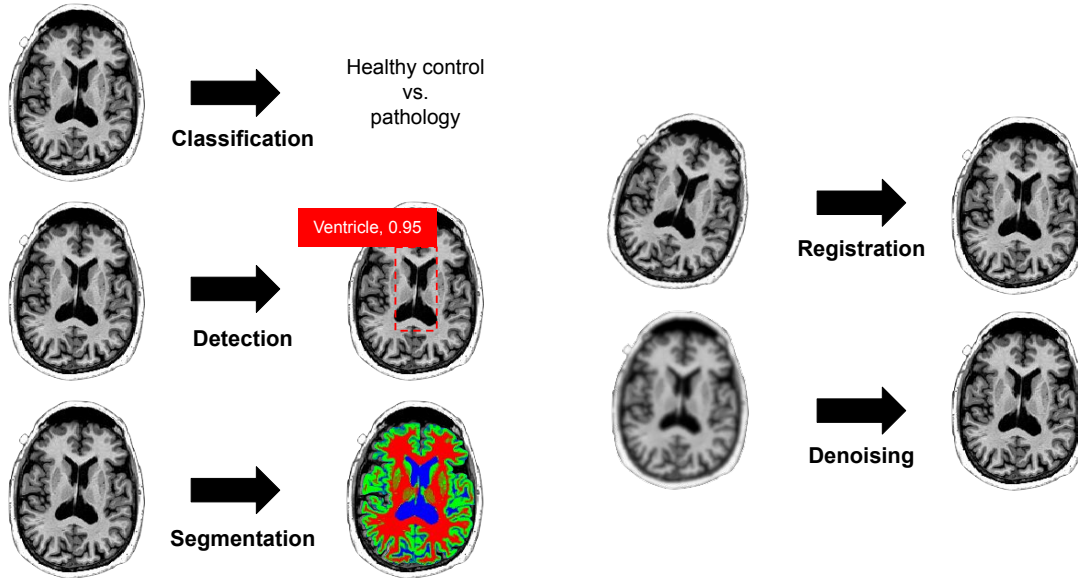 Healthy control
vs.
pathology
Classification
Ventricle, 0.95
Detection
Segmentation
Registration
Denoising